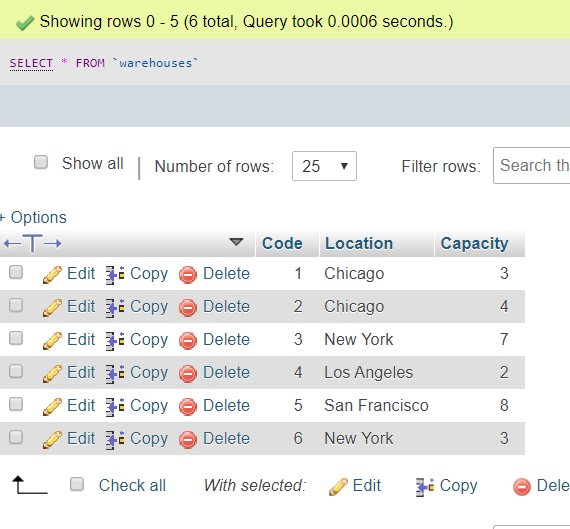 Showing rows 0 - 5 (6 total, Query took 0.0006 seconds.)
SELECT * FROM `warehouses`
Show all | Number of rows: 25 Filter rows: Search th
+ Options
Code Location Capacity
Edit Copy Delete 1 Chicago 3
Edit Copy Delete 2 Chicago 4
Edit Copy Delete 3 New York 7
Edit Copy Delete 4 Los Angeles 2
Edit Copy Delete 5 San Francisco 8
Edit Copy Delete 6 New York 3
Check all With selected: Edit Copy Dele